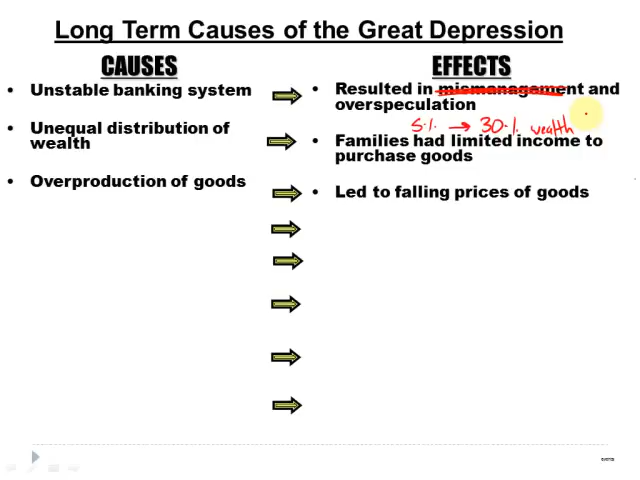 Long Term Causes of the Great Depression
CAUSES
• Unstable banking system
• Unequal distribution of
wealth
• Overproduction of goods
EFFECTS
• Resulted in mismanagement and
overspeculation
5% → 30% wealth
• Families had limited income to
purchase goods
• Led to falling prices of goods